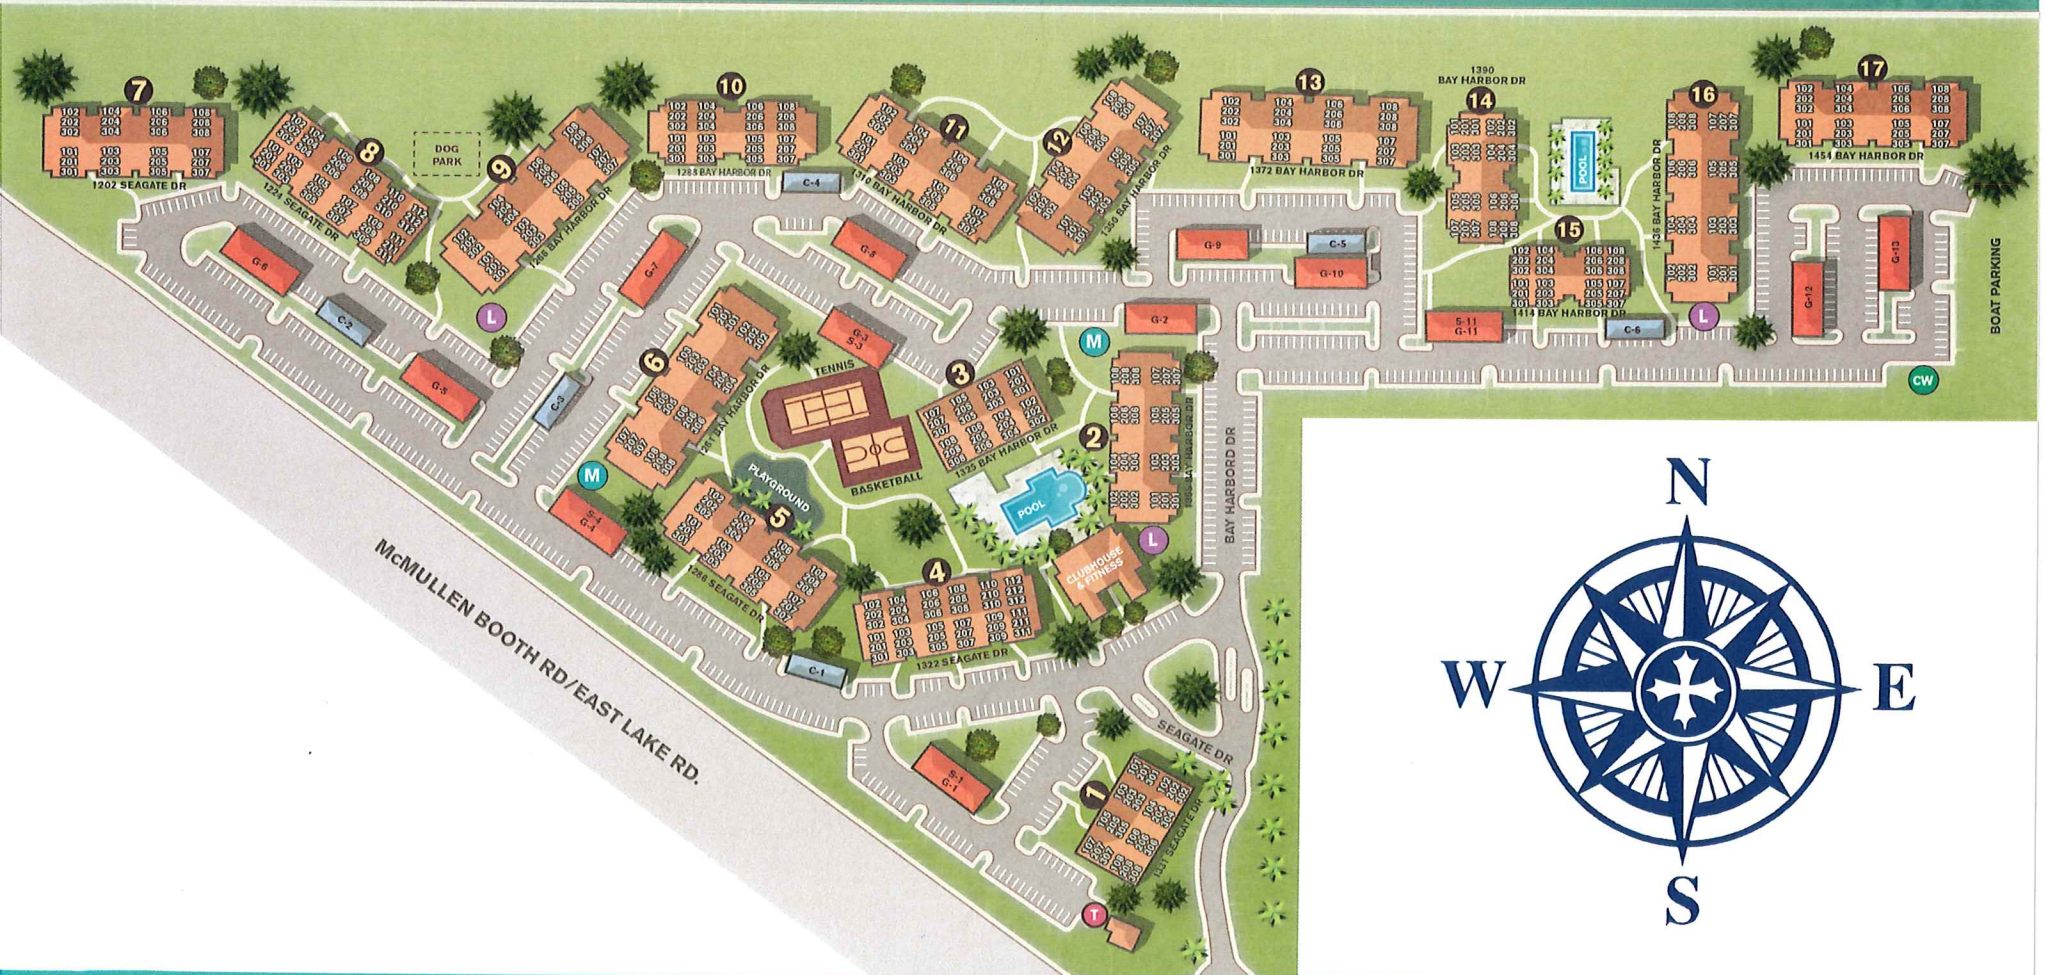 7
102 104 106 108
202 204 206 208
302 304 306 308
101 103 105 107
201 203 205 207
301 303 305 307
1202 SEAGATE DR
8
1224 SEAGATE DR
DOG
PARK
9
1266 BAY HARBOR DR
10
102 104 106 108
202 204 206 208
302 304 306 308
101 103 105 107
201 203 205 207
301 303 305 307
1288 BAY HARBOR DR
C-4
11
1310 BAY HARBOR DR
12
1350 BAY HARBOR DR
13
102 104 106 108
202 204 206 208
302 304 306 308
101 103 105 107
201 203 205 207
301 303 305 307
1372 BAY HARBOR DR
1390
BAY HARBOR DR
14
POOL
16
1436 BAY HARBOR DR
17
102 104 106 108
202 204 206 208
302 304 306 308
101 103 105 107
201 203 205 207
301 303 305 307
1454 BAY HARBOR DR
15
102 104 106 108
202 204 206 208
302 304 306 308
101 103 105 107
201 203 205 207
301 303 305 307
1414 BAY HARBOR DR
G-6
C-2
G-5
L
G-7
C-3
G-8
G-9
C-5
G-10
G-2
S-11
G-11
C-6
L
G-12
G-13
BOAT PARKING
CW
G-3
S-3
M
6
1261 BAY HARBOR DR
TENNIS
BASKETBALL
3
1325 BAY HARBOR DR
2
BAY HARBORD DR
POOL
L
CLUBHOUSE
& FITNESS
M
S-4
G-4
PLAYGROUND
5
1286 SEAGATE DR
4
102 104 106 108 110 112
202 204 206 208 210 212
302 304 306 308 310 312
101 103 105 107 109 111
201 203 205 207 209 211
301 303 305 307 309 311
1322 SEAGATE DR
C-1
McMULLEN BOOTH RD/EAST LAKE RD.
S-1
G-1
SEAGATE DR
1
1331 SEAGATE DR
T
N
W
E
S